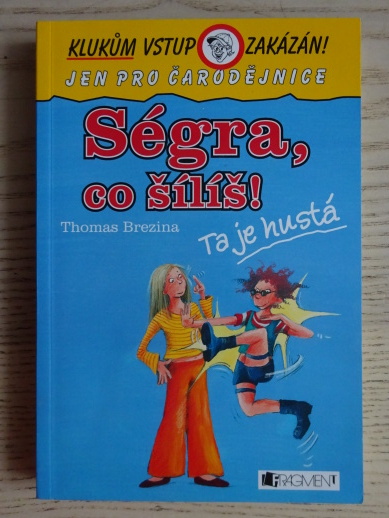 KLUKŮM VSTUP ZAKÁZÁN!
JEN PRO ČARODĚJNICE
Ségra,
co šílíš!
Thomas Brezina
Ta je hustá
FRAGMENT